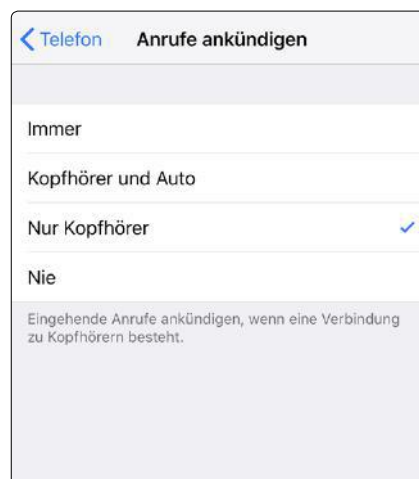 Telefon Anrufe ankündigen
Immer
Kopfhörer und Auto
Nur Kopfhörer
Nie
Eingehende Anrufe ankündigen, wenn eine Verbindung
zu Kopfhörern besteht.